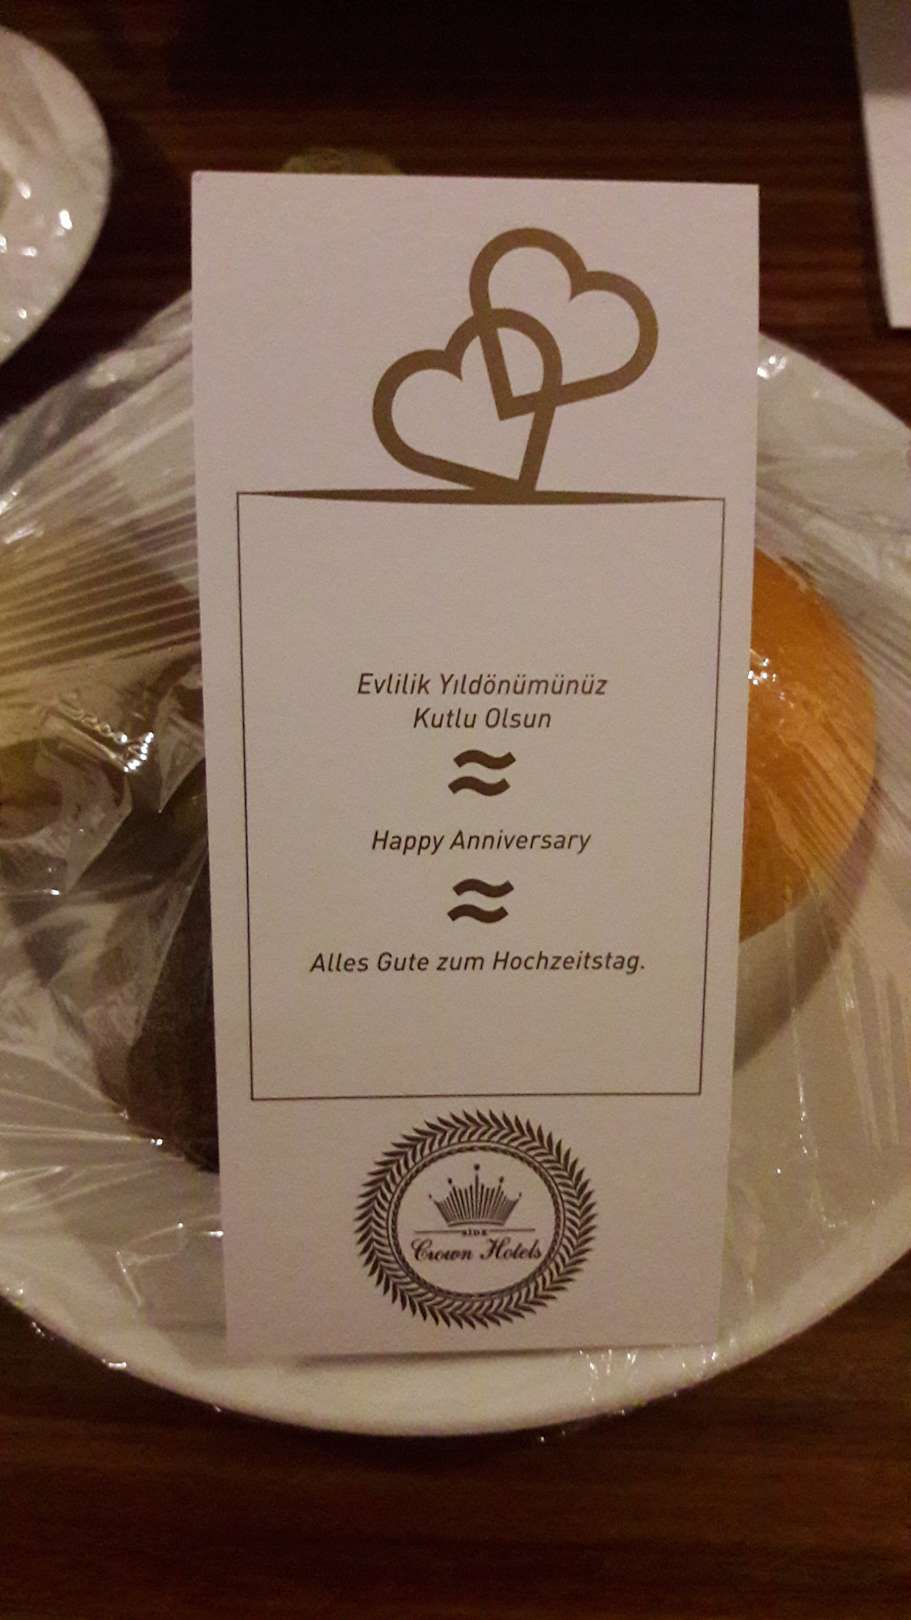 Evlilik Yıldönümünüz
Kutlu Olsun
Happy Anniversary
Alles Gute zum Hochzeitstag.
SIDE
Crown Hotels